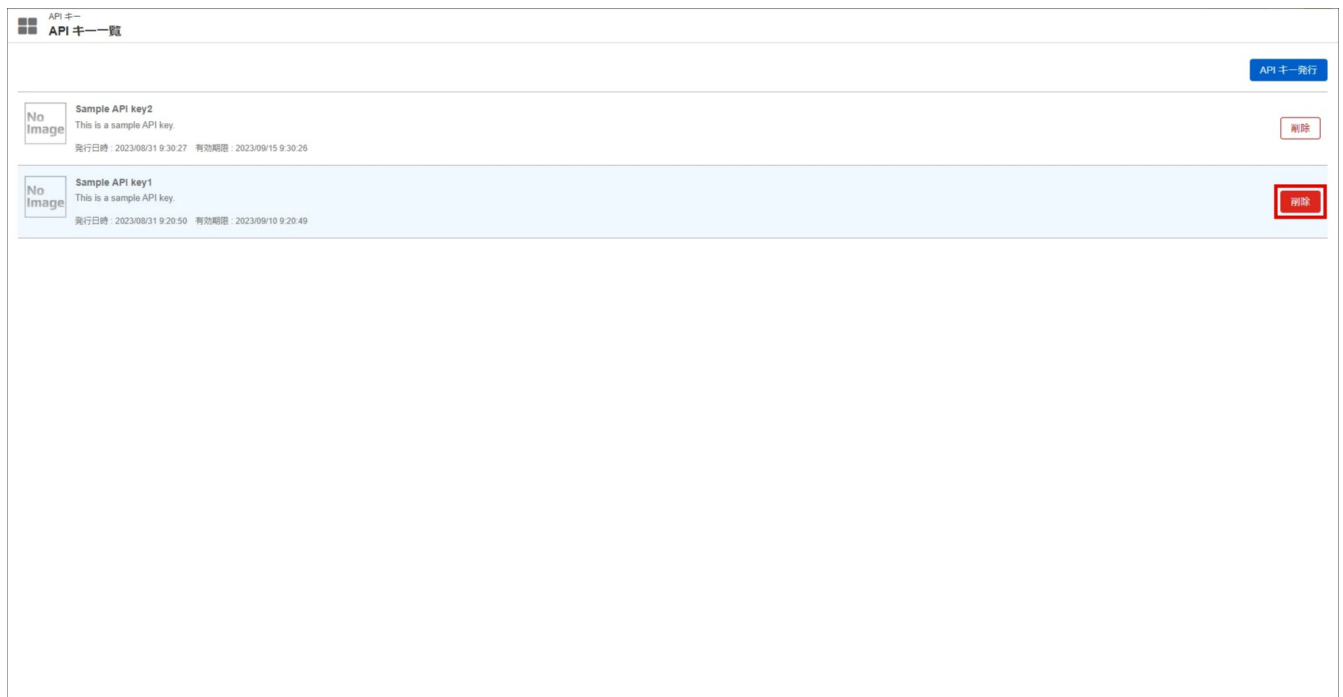 API キー
API キー一覧
API キー発行
No
Image
Sample API key2
This is a sample API key.
発行日時 : 2023/08/31 9:30:27 有効期限 : 2023/09/15 9:30:26
削除
No
Image
Sample API key1
This is a sample API key.
発行日時 : 2023/08/31 9:20:50 有効期限 : 2023/09/10 9:20:49
削除